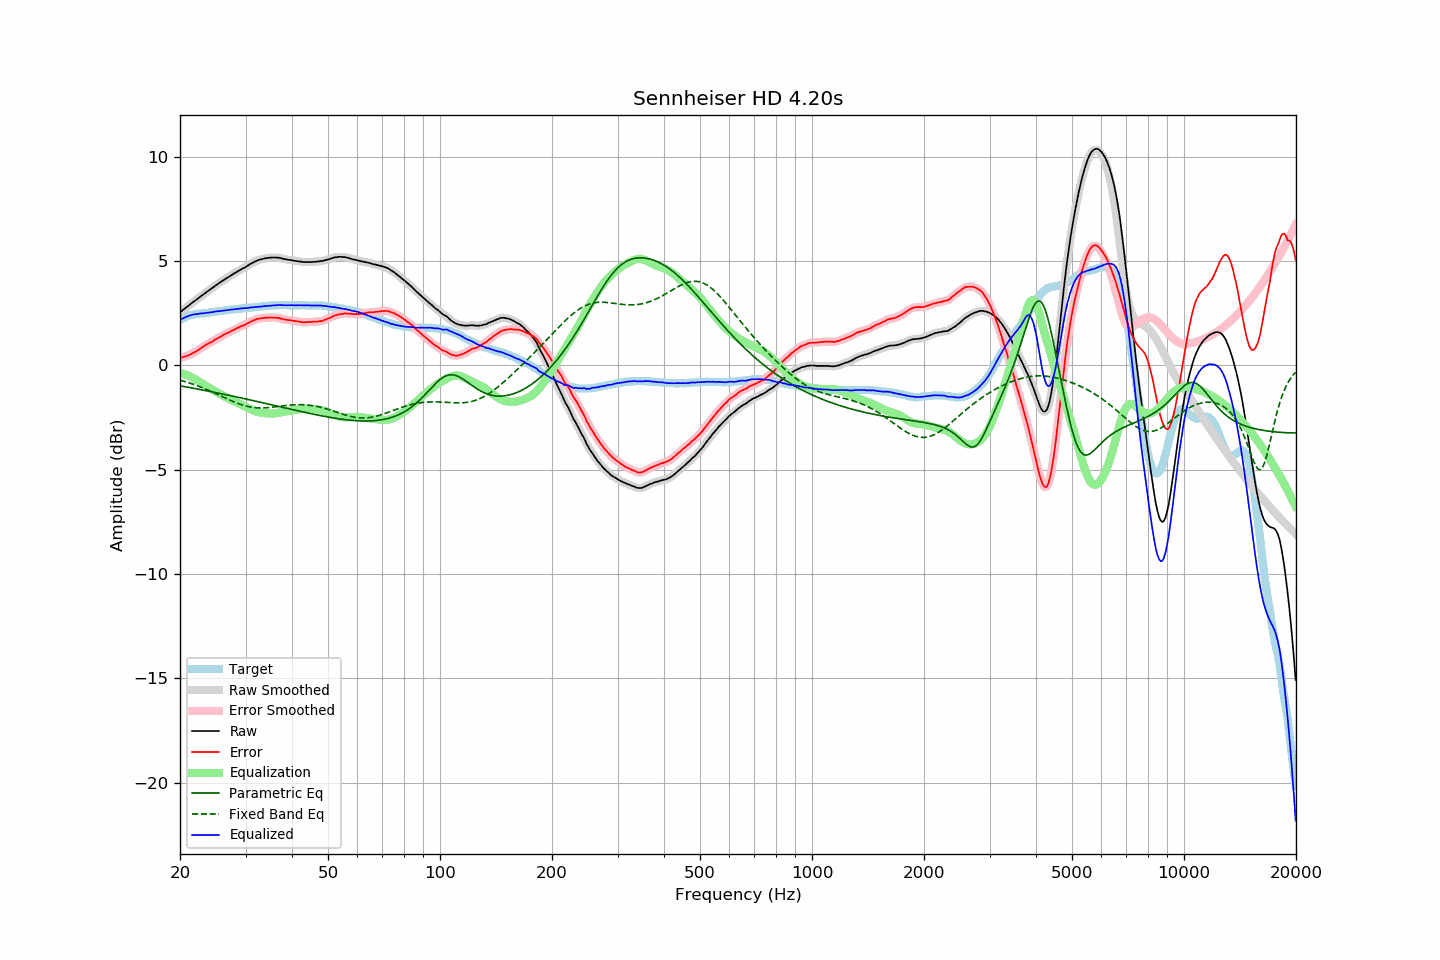 Sennheiser HD 4.20s
10
5
0
−5
−10
−15
−20
Amplitude (dBr)
Target
Raw Smoothed
Error Smoothed
Raw
Error
Equalization
Parametric Eq
Fixed Band Eq
Equalized
20 50 100 200 500 1000 2000 5000 10000 20000
Frequency (Hz)